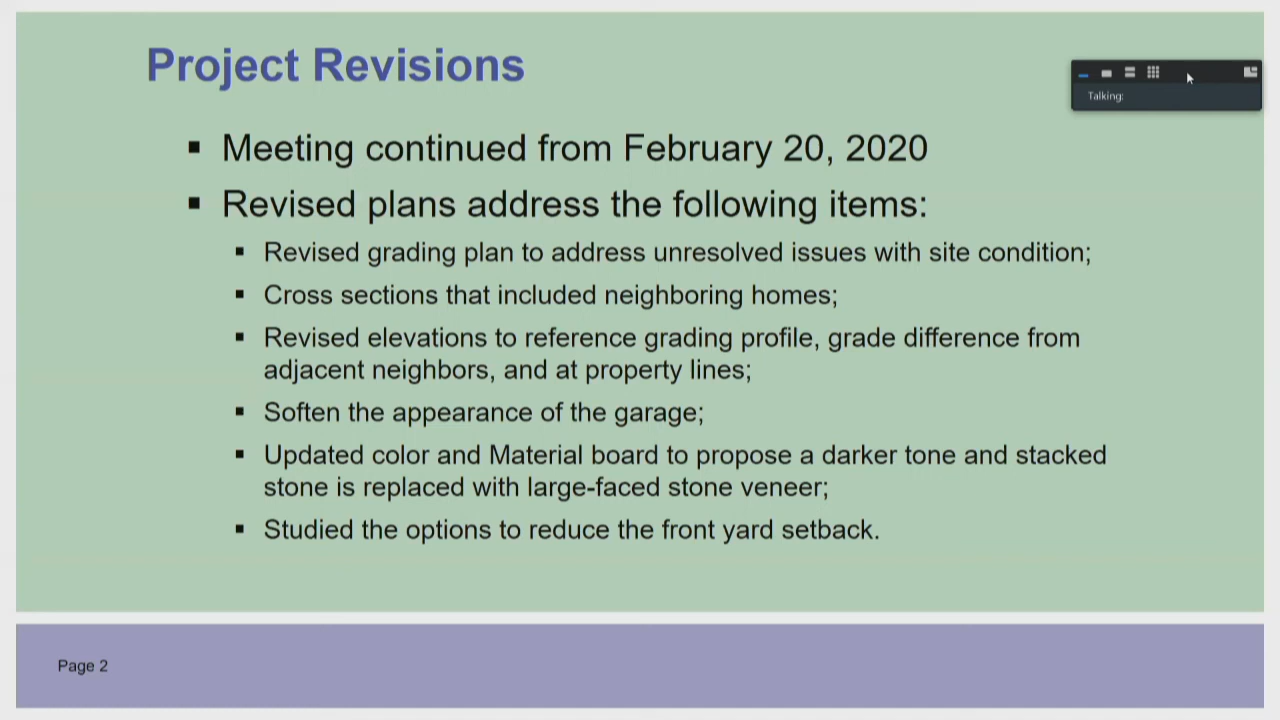 Project Revisions
Talking:
Meeting continued from February 20, 2020
Revised plans address the following items:
Revised grading plan to address unresolved issues with site condition;
Cross sections that included neighboring homes;
Revised elevations to reference grading profile, grade difference from
adjacent neighbors, and at property lines;
Soften the appearance of the garage;
Updated color and Material board to propose a darker tone and stacked
stone is replaced with large-faced stone veneer;
Studied the options to reduce the front yard setback.
Page 2